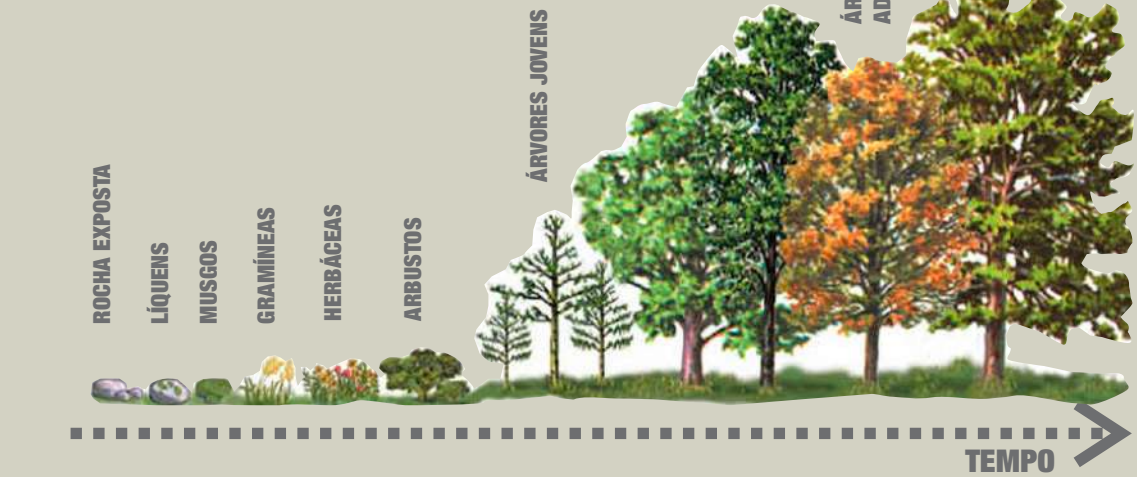 ROCHA EXPOSTA
LÍQUENS
MUSGOS
GRAMÍNEAS
HERBÁCEAS
ARBUSTOS
ÁRVORES JOVENS
TEMPO